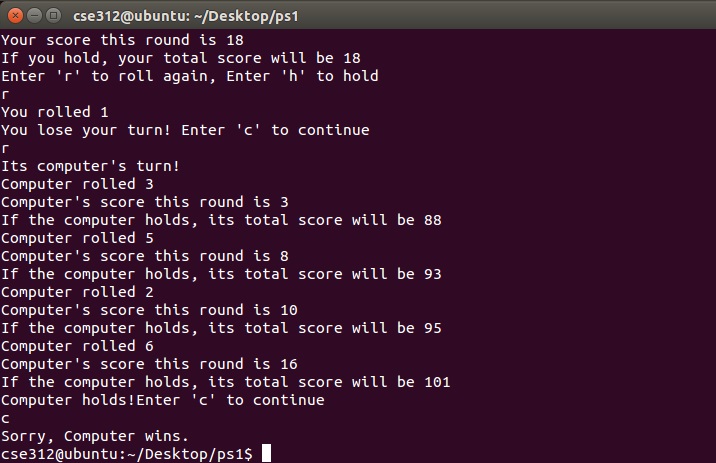 cse312@ubuntu: ~/Desktop/ps1
Your score this round is 18
If you hold, your total score will be 18
Enter 'r' to roll again, Enter 'h' to hold
r
You rolled 1
You lose your turn! Enter 'c' to continue
r
Its computer's turn!
Computer rolled 3
Computer's score this round is 3
If the computer holds, its total score will be 88
Computer rolled 5
Computer's score this round is 8
If the computer holds, its total score will be 93
Computer rolled 2
Computer's score this round is 10
If the computer holds, its total score will be 95
Computer rolled 6
Computer's score this round is 16
If the computer holds, its total score will be 101
Computer holds!Enter 'c' to continue
c
Sorry, Computer wins.
cse312@ubuntu:~/Desktop/ps1$